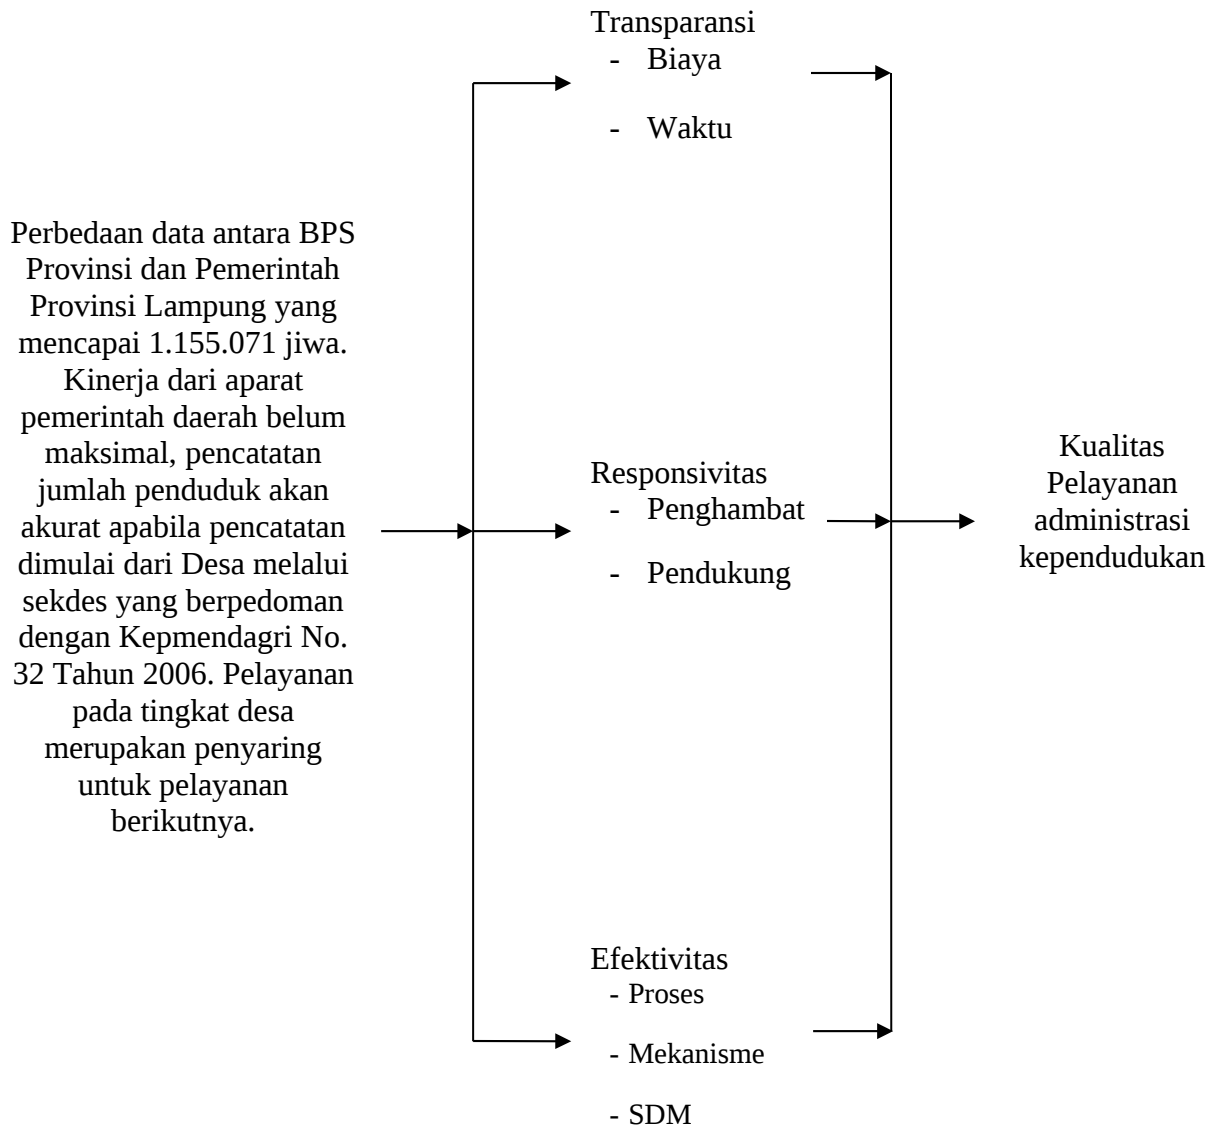 Transparansi
- Biaya
- Waktu
Perbedaan data antara BPS
Provinsi dan Pemerintah
Provinsi Lampung yang
mencapai 1.155.071 jiwa.
Kinerja dari aparat
pemerintah daerah belum
maksimal, pencatatan
jumlah penduduk akan
akurat apabila pencatatan
dimulai dari Desa melalui
sekdes yang berpedoman
dengan Kepmendagri No.
32 Tahun 2006. Pelayanan
pada tingkat desa
merupakan penyaring
untuk pelayanan
berikutnya.
Responsivitas
- Penghambat
- Pendukung
Kualitas
Pelayanan
administrasi
kependudukan
Efektivitas
- Proses
- Mekanisme
- SDM